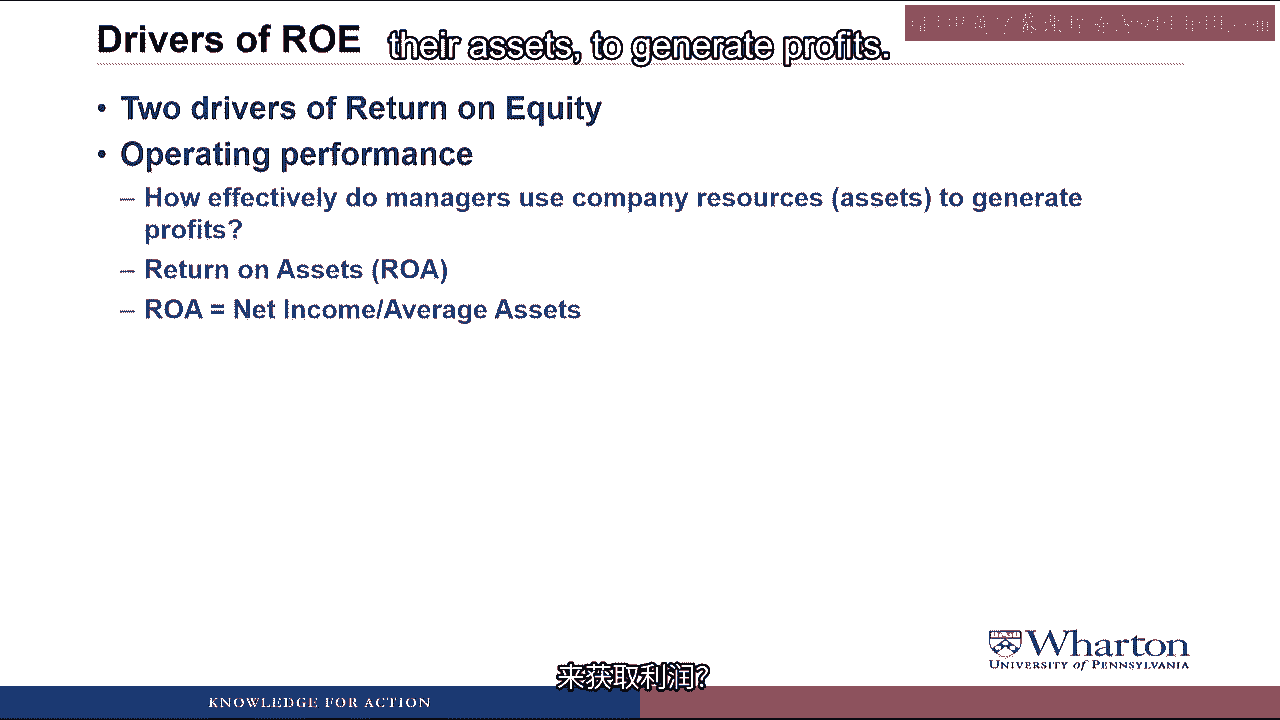 Drivers of ROE
their assets, to generate profits.
• Two drivers of Return on Equity
• Operating performance
– How effectively do managers use company resources (assets) to generate
profits?
– Return on Assets (ROA)
– ROA = Net Income/Average Assets
Wharton
UNIVERSITY of PENNSYLVANIA
来获取利润?
KNOWLEDGE FOR ACTION